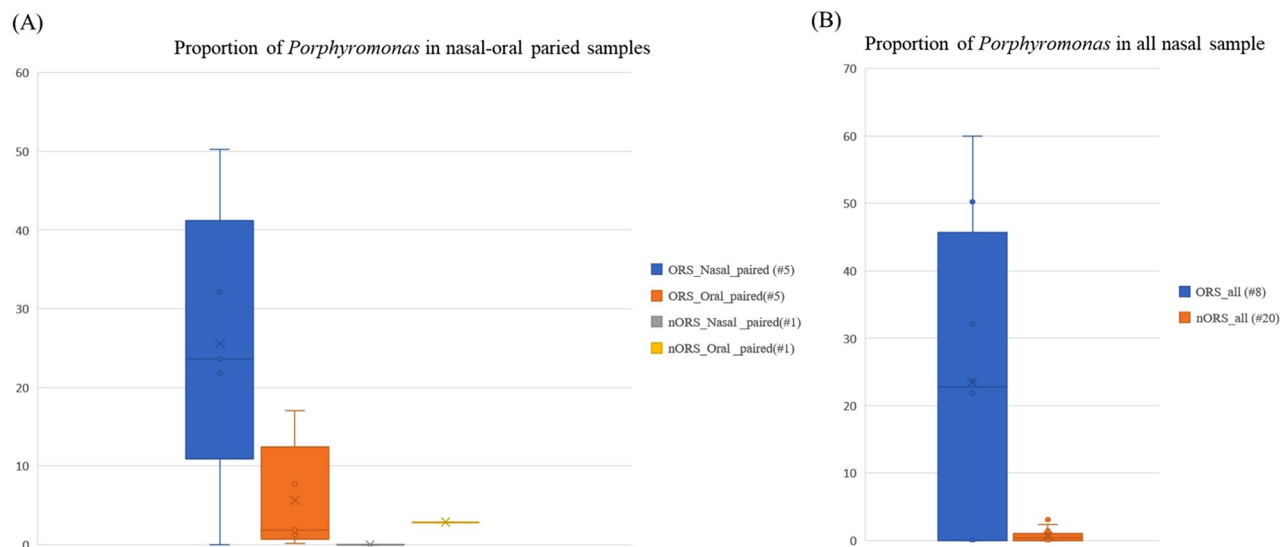 (A)
Proportion of Porphyromonas in nasal-oral paried samples
60
50
40
30
20
10
0
ORS_Nasal_paired (#5)
ORS_Oral_paired(#5)
nORS_Nasal _paired(#1)
nORS_Oral _paired(#1)
(B)
Proportion of Porphyromonas in all nasal sample
70
60
50
40
30
20
10
0
ORS_all (#8)
nORS_all (#20)